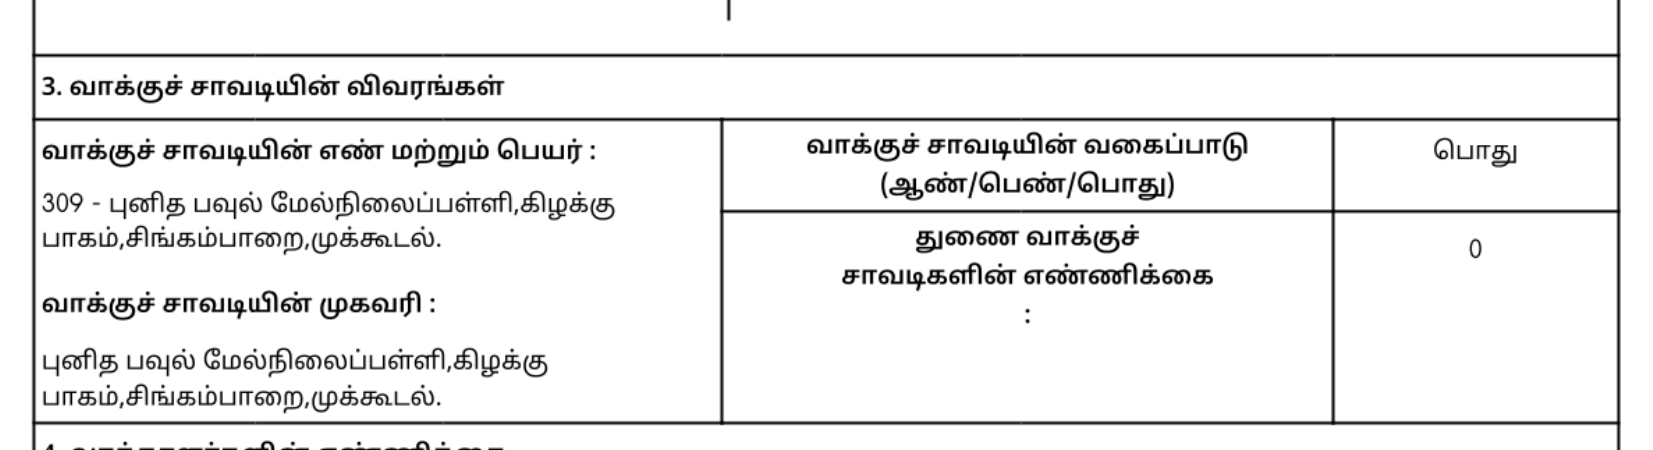 3. வாக்குச் சாவடியின் விவரங்கள்
வாக்குச் சாவடியின் எண் மற்றும் பெயர் :
309 - புனித பவுல் மேல்நிலைப்பள்ளி,கிழக்கு
பாகம்,சிங்கம்பாறை,முக்கூடல்.
வாக்குச் சாவடியின் முகவரி :
புனித பவுல் மேல்நிலைப்பள்ளி,கிழக்கு
பாகம்,சிங்கம்பாறை,முக்கூடல்.
வாக்குச் சாவடியின் வகைப்பாடு
(ஆண்/பெண்/பொது)
பொது
துணை வாக்குச்
சாவடிகளின் எண்ணிக்கை
:
0